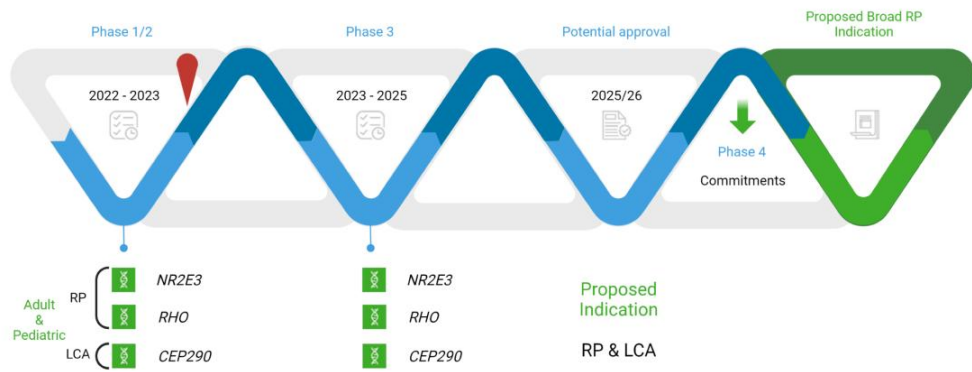 Phase 1/2
Phase 3
Potential approval
Proposed Broad RP
Indication
2022 - 2023
2023 - 2025
2025/26
Phase 4
Commitments
Adult
&
Pediatric
RP
NR2E3
RHO
LCA
CEP290
NR2E3
RHO
CEP290
Proposed
Indication
RP & LCA